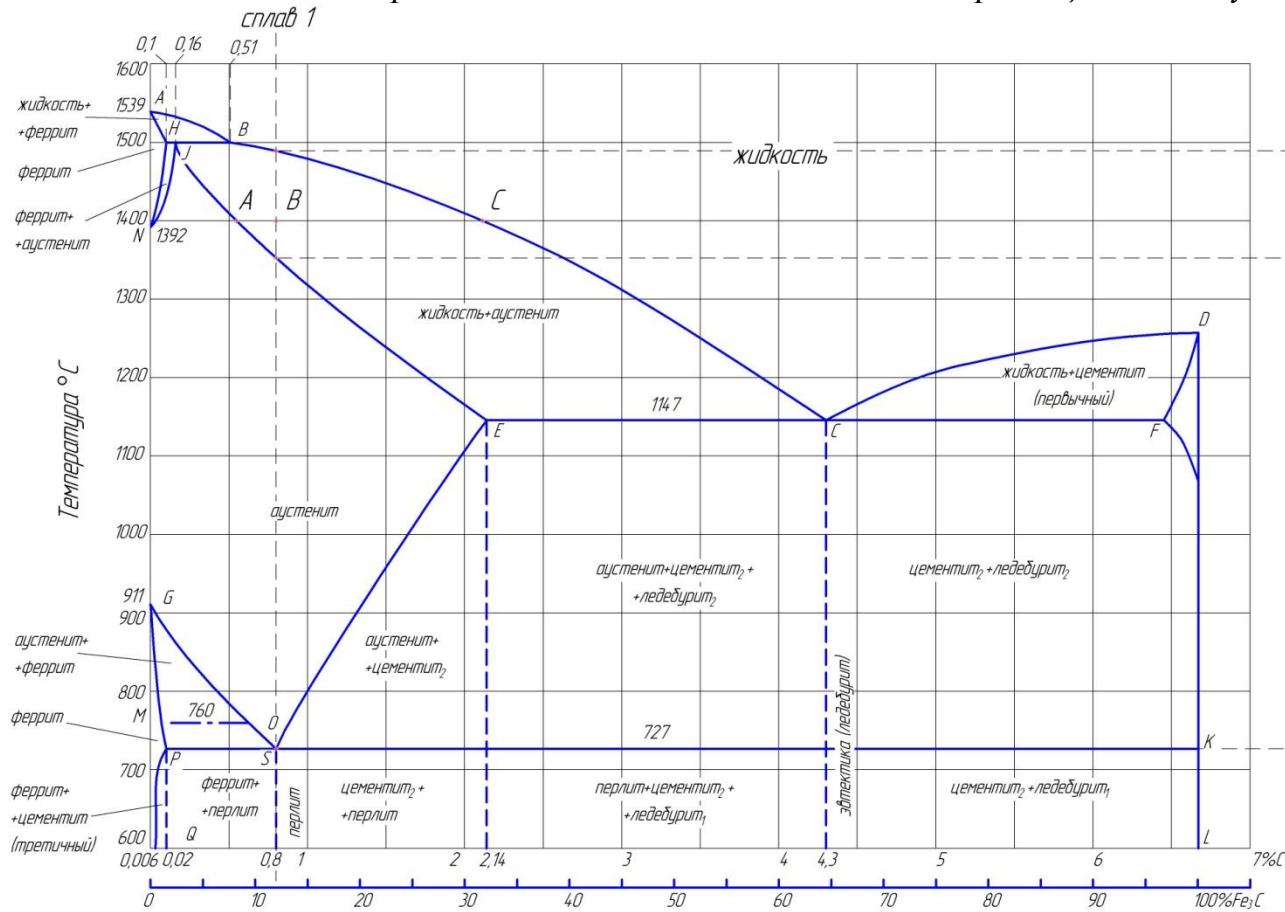 сплав 1
0,1
0,16
0,51
1600
1539
A
жидкость+
+феррит
H
B
1500
J
жидкость
феррит
феррит+
+аустенит
A
B
C
1400
N
1392
1300
жидкость+аустенит
D
1200
жидкость+цементит
(первычный)
1147
E
C
F
Температура °С
1100
аустенит
1000
аустенит+цементит₂+
+ледебурит₂
цементит₂+ледебурит₂
911
G
900
аустенит+
+феррит
аустенит+
+цементит₂
эвтектика (ледебурит)
800
M
760
O
727
феррит
P
S
K
700
феррит+
+цементит
(третичный)
феррит+
+перлит
перлит
цементит₂+
+перлит
перлит+цементит₂+
+ледебурит₁
цементит₂+ледебурит₁
600
Q
L
0,006
0,02
0,8
1
2
2,14
3
4
4,3
5
6
7%C
0
10
20
30
40
50
60
70
80
90
100%Fe₃C